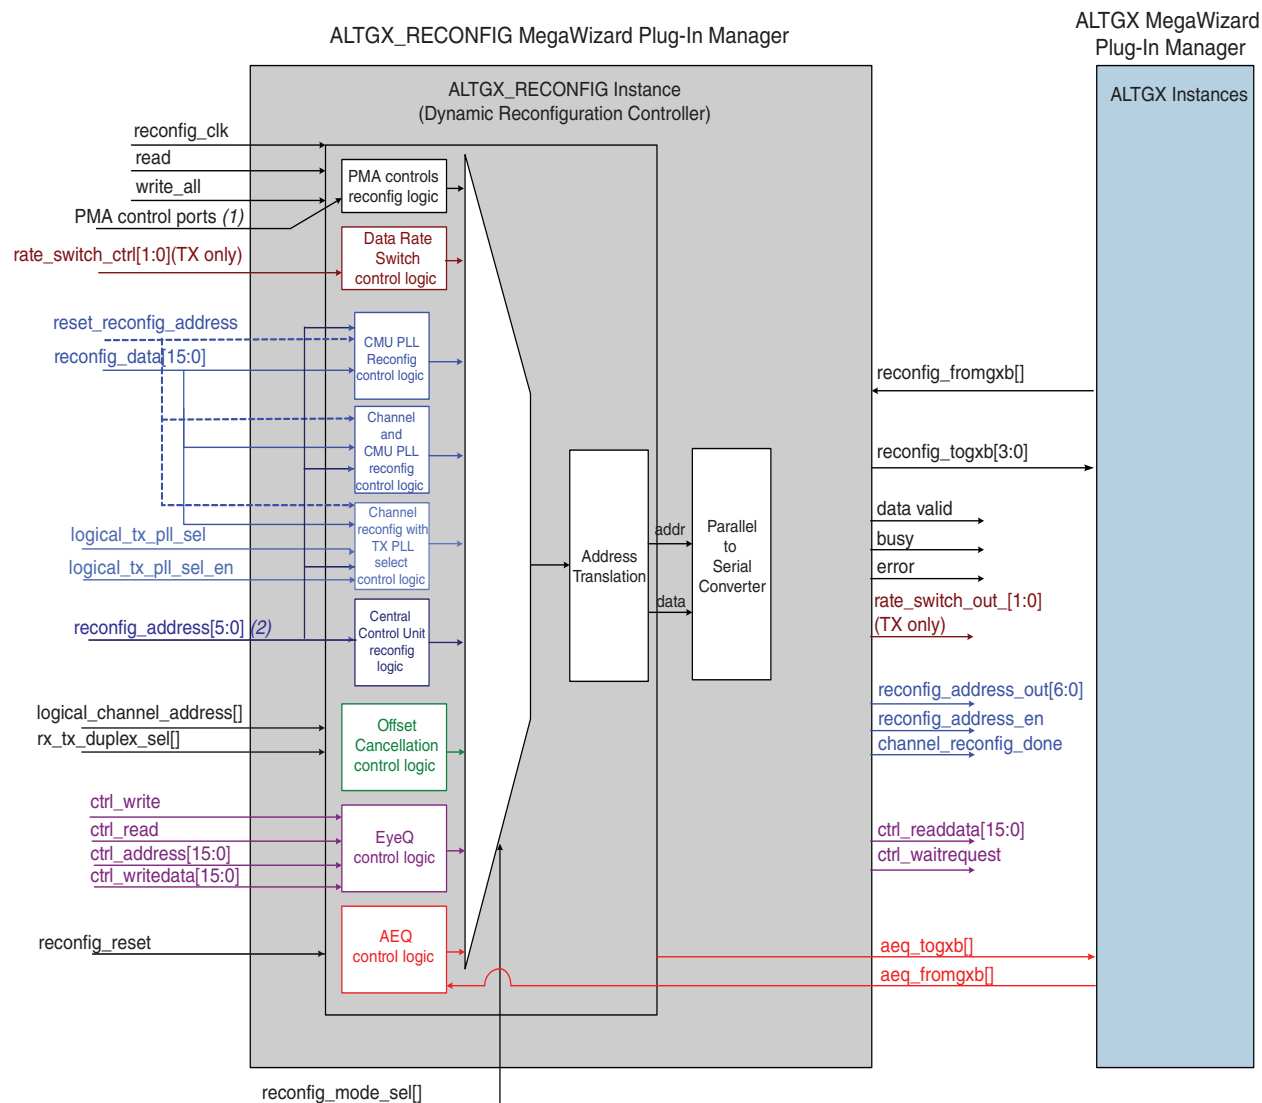 ALTGX_RECONFIG MegaWizard Plug-In Manager
ALTGX MegaWizard
Plug-In Manager
ALTGX_RECONFIG Instance
(Dynamic Reconfiguration Controller)
ALTGX Instances
reconfig_clk
read
write_all
PMA control ports (1)
rate_switch_ctrl[1:0](TX only)
reset_reconfig_address
reconfig_data[15:0]
logical_tx_pll_sel
logical_tx_pll_sel_en
reconfig_address[5:0] (2)
logical_channel_address[]
rx_tx_duplex_sel[]
ctrl_write
ctrl_read
ctrl_address[15:0]
ctrl_writedata[15:0]
reconfig_reset
PMA controls
reconfig logic
Data Rate
Switch
control logic
CMU PLL
Reconfig
control logic
Channel
and
CMU PLL
reconfig
control logic
Channel
reconfig with
TX PLL
select
control logic
Central
Control Unit
reconfig
logic
Offset
Cancellation
control logic
EyeQ
control logic
AEQ
control logic
Address
Translation
addr
data
Parallel
to
Serial
Converter
reconfig_fromgxb[]
reconfig_togxb[3:0]
data valid
busy
error
rate_switch_out_[1:0]
(TX only)
reconfig_address_out[6:0]
reconfig_address_en
channel_reconfig_done
ctrl_readdata[15:0]
ctrl_waitrequest
aeq_togxb[]
aeq_fromgxb[]
reconfig_mode_sel[]